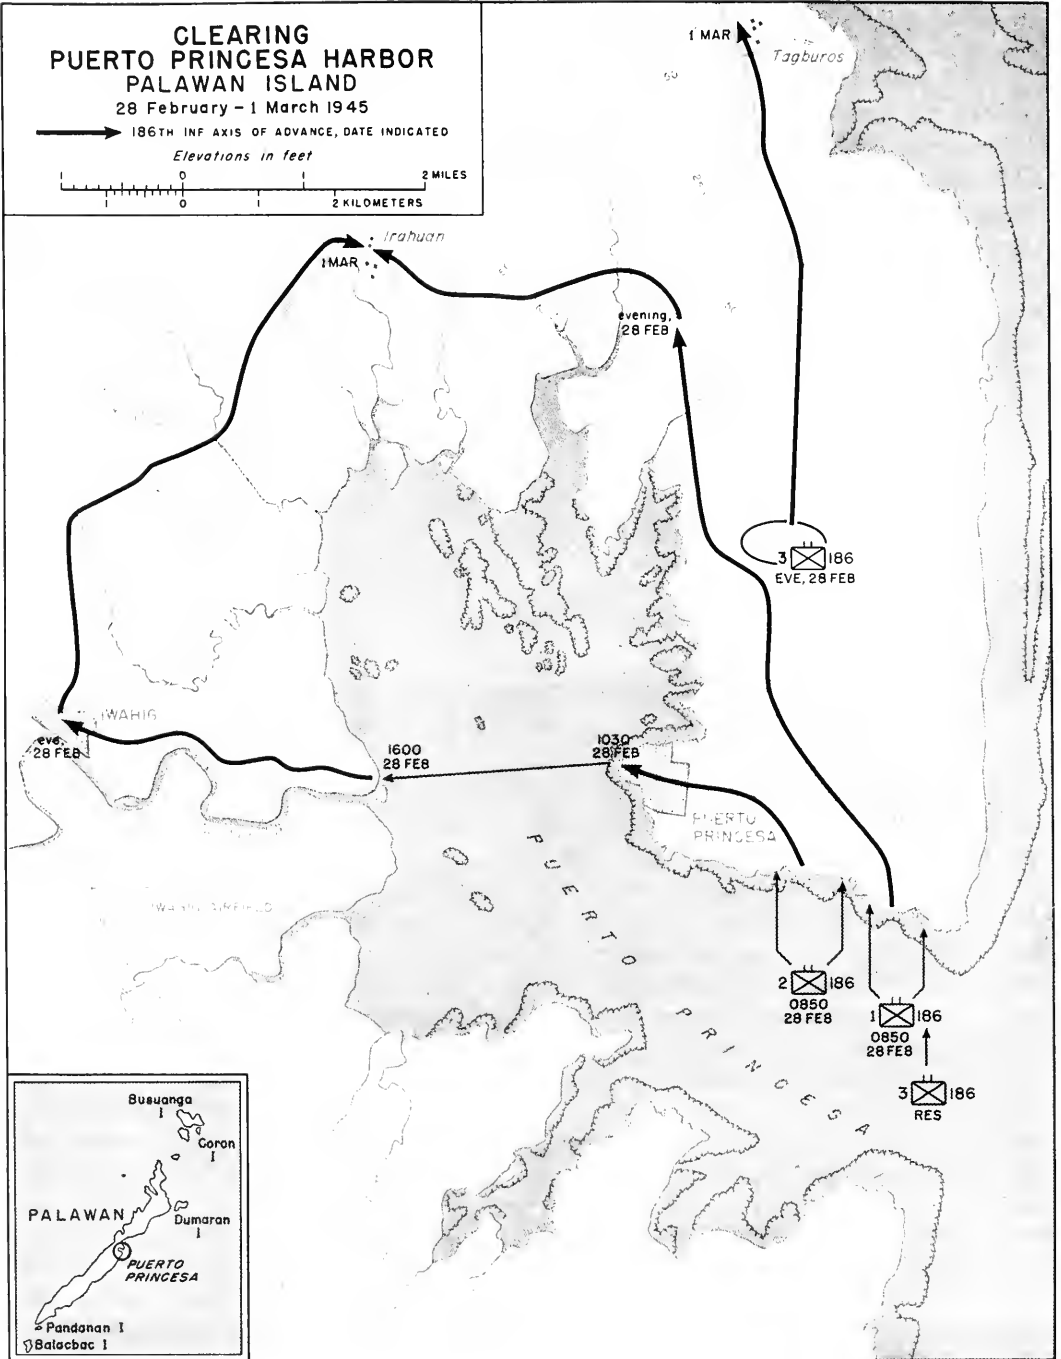 CLEARING
PUERTO PRINCESA HARBOR
PALAWAN ISLAND
28 February – 1 March 1945
186TH INF AXIS OF ADVANCE, DATE INDICATED
Elevations in feet
1 0 1 2 MILES
1 0 1 2 KILOMETERS
1 MAR
Tagburos
Irahuan
1 MAR
evening,
28 FEB
3 186
EVE, 28 FEB
IWAHIG
eve,
28 FEB
1600
28 FEB
1030
28 FEB
PUERTO
PRINCESA
IWAHIG AIRFIELD
PUERTO PRINCESA
2 186
0850
28 FEB
1 186
0850
28 FEB
3 186
RES
Busuanga
I
Coron
I
PALAWAN
Dumaran
I
PUERTO
PRINCESA
Pandanan I
Balacbac I